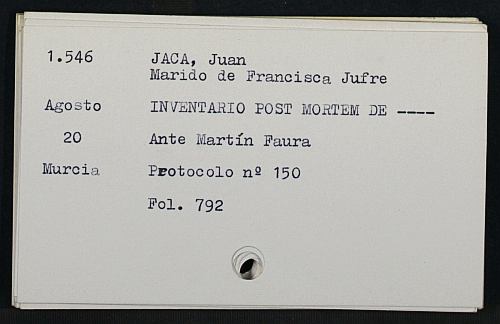 1.546 JACA, Juan
Marido de Francisca Jufre
Agosto INVENTARIO POST MORTEM DE ----
20 Ante Martín Faura
Murcia Protocolo nº 150
Fol. 792